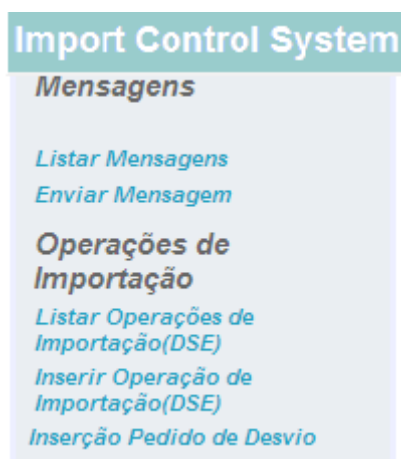 Import Control System
Mensagens
Listar Mensagens
Enviar Mensagem
Operações de
Importação
Listar Operações de
Importação(DSE)
Inserir Operação de
Importação(DSE)
Inserção Pedido de Desvio